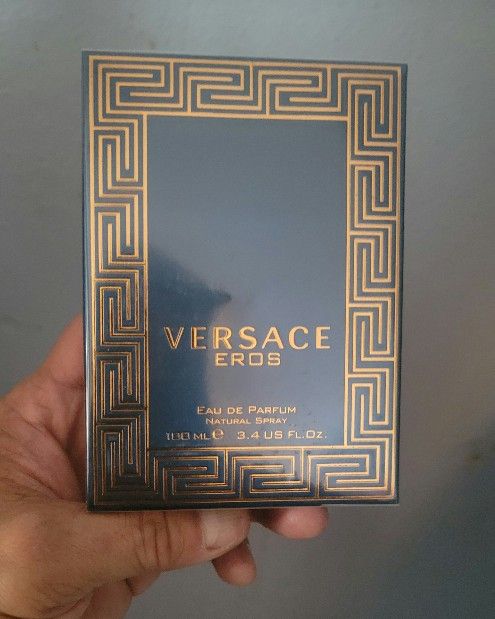 VERSACE
EROS
EAU DE PARFUM
NATURAL SPRAY
100 ML℮ 3.4 US FL.OZ.